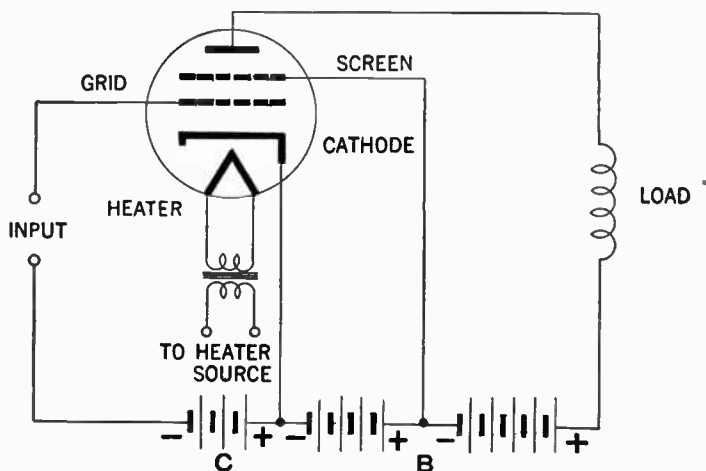 SCREEN
GRID
CATHODE
LOAD
HEATER
INPUT
TO HEATER
SOURCE
- + - + - +
C B